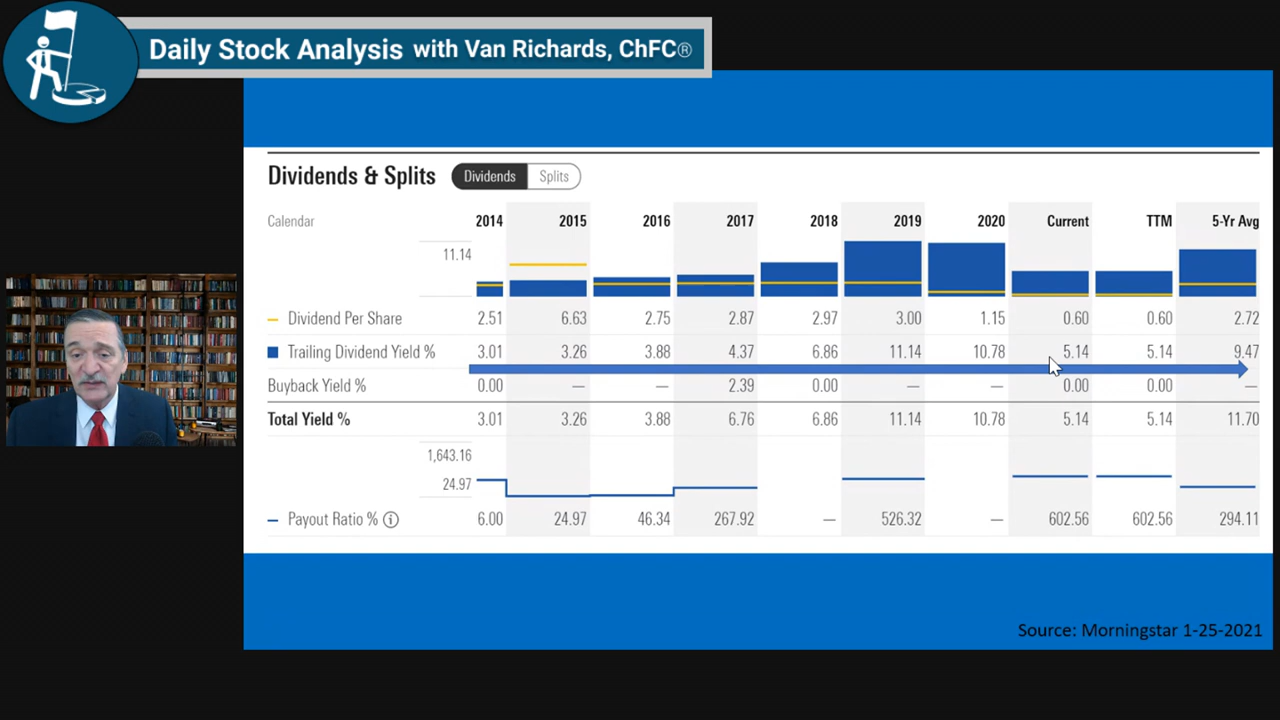 Daily Stock Analysis with Van Richards, ChFC®
Dividends & Splits Dividends Splits
Calendar 2014 2015 2016 2017 2018 2019 2020 Current TTM 5-Yr Avg
11.14
Dividend Per Share 2.51 6.63 2.75 2.87 2.97 3.00 1.15 0.60 0.60 2.72
Trailing Dividend Yield % 3.01 3.26 3.88 4.37 6.86 11.14 10.78 5.14 5.14 9.47
Buyback Yield % 0.00 — — 2.39 0.00 — — 0.00 0.00 —
Total Yield % 3.01 3.26 3.88 6.76 6.86 11.14 10.78 5.14 5.14 11.70
1,643.16
24.97
Payout Ratio % 6.00 24.97 46.34 267.92 — 526.32 — 602.56 602.56 294.11
Source: Morningstar 1-25-2021